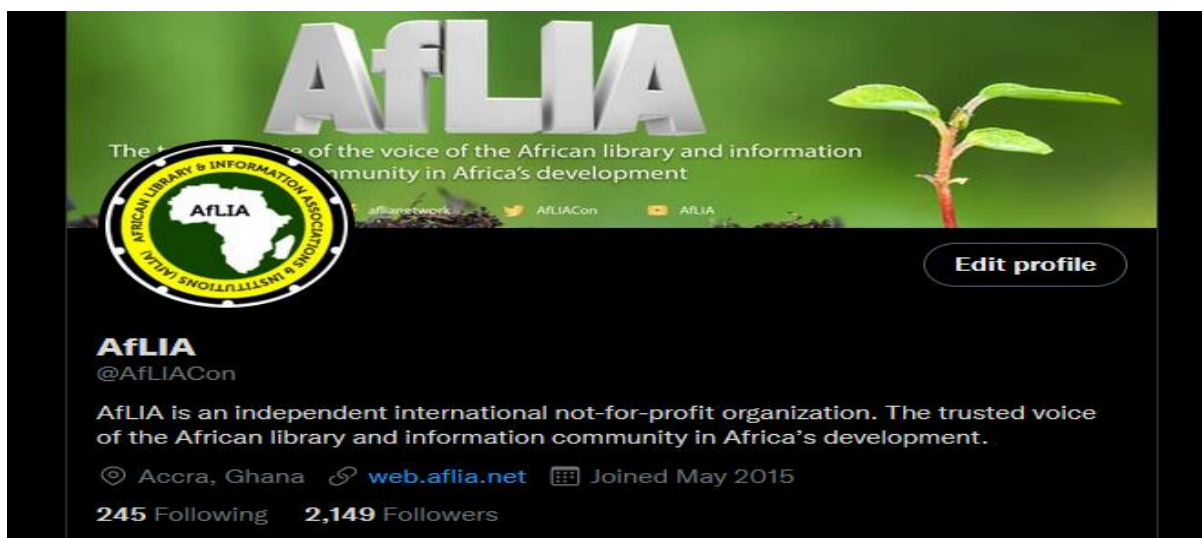 AfLIA
The of the voice of the African library and information
munity in Africa's development
AFRICAN LIBRARY & INFORMATION ASSOCIATIONS & INSTITUTIONS (AfLIA)
AfLIA
aflianetwork AfLIACon AfLIA
Edit profile
AfLIA
@AfLIACon
AfLIA is an independent international not-for-profit organization. The trusted voice
of the African library and information community in Africa's development.
Accra, Ghana web.aflia.net Joined May 2015
245 Following 2,149 Followers